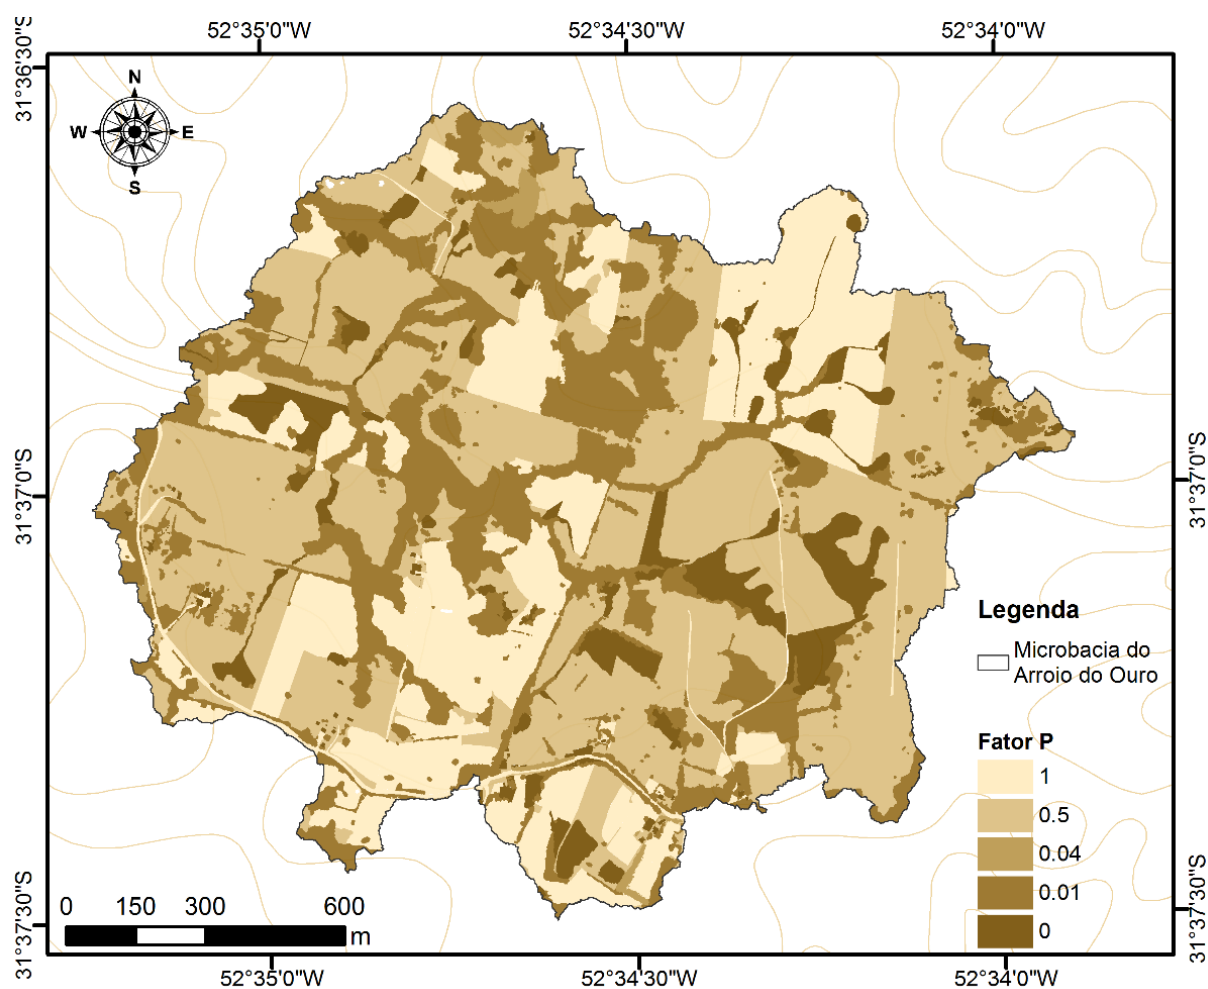 52°35'0"W
52°34'30"W
52°34'0"W
31°36'30"S
N
W
E
S
31°37'0"S
31°37'0"S
Legenda
Microbacia do
Arroio do Ouro
Fator P
1
0.5
0.04
0.01
0
31°37'30"S
31°37'30"S
0
150
300
600
m
52°35'0"W
52°34'30"W
52°34'0"W